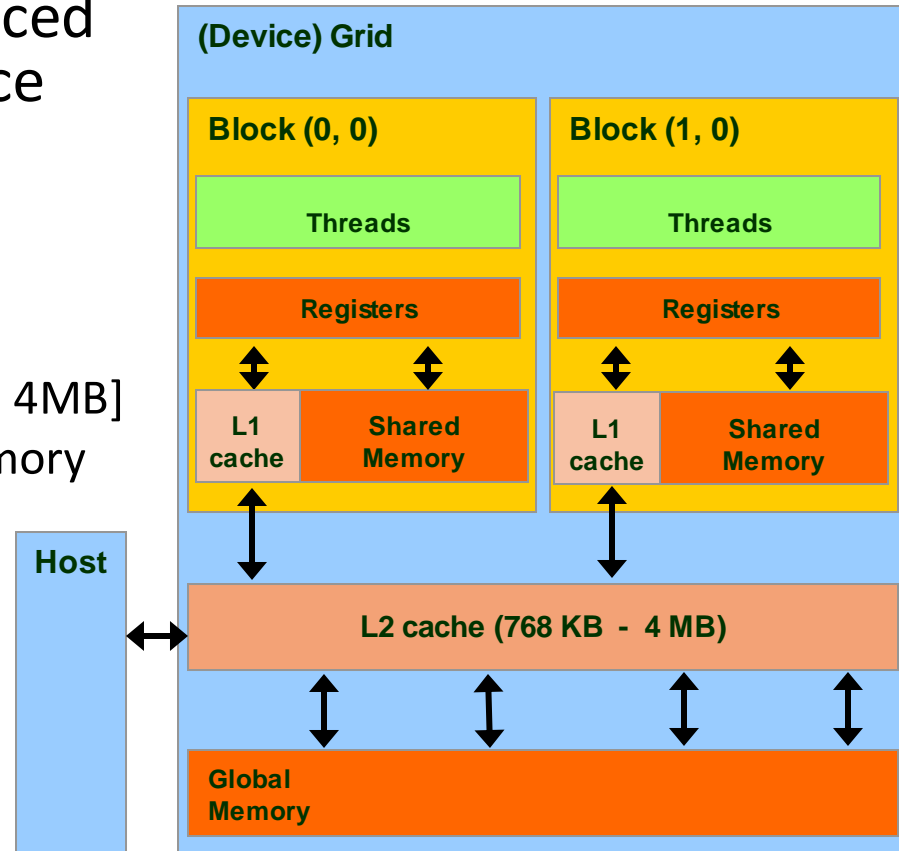 ced
ce
4MB]
mory
(Device) Grid
Block (0, 0)
Threads
Registers
L1
cache
Shared
Memory
Block (1, 0)
Threads
Registers
L1
cache
Shared
Memory
Host
L2 cache (768 KB - 4 MB)
Global
Memory